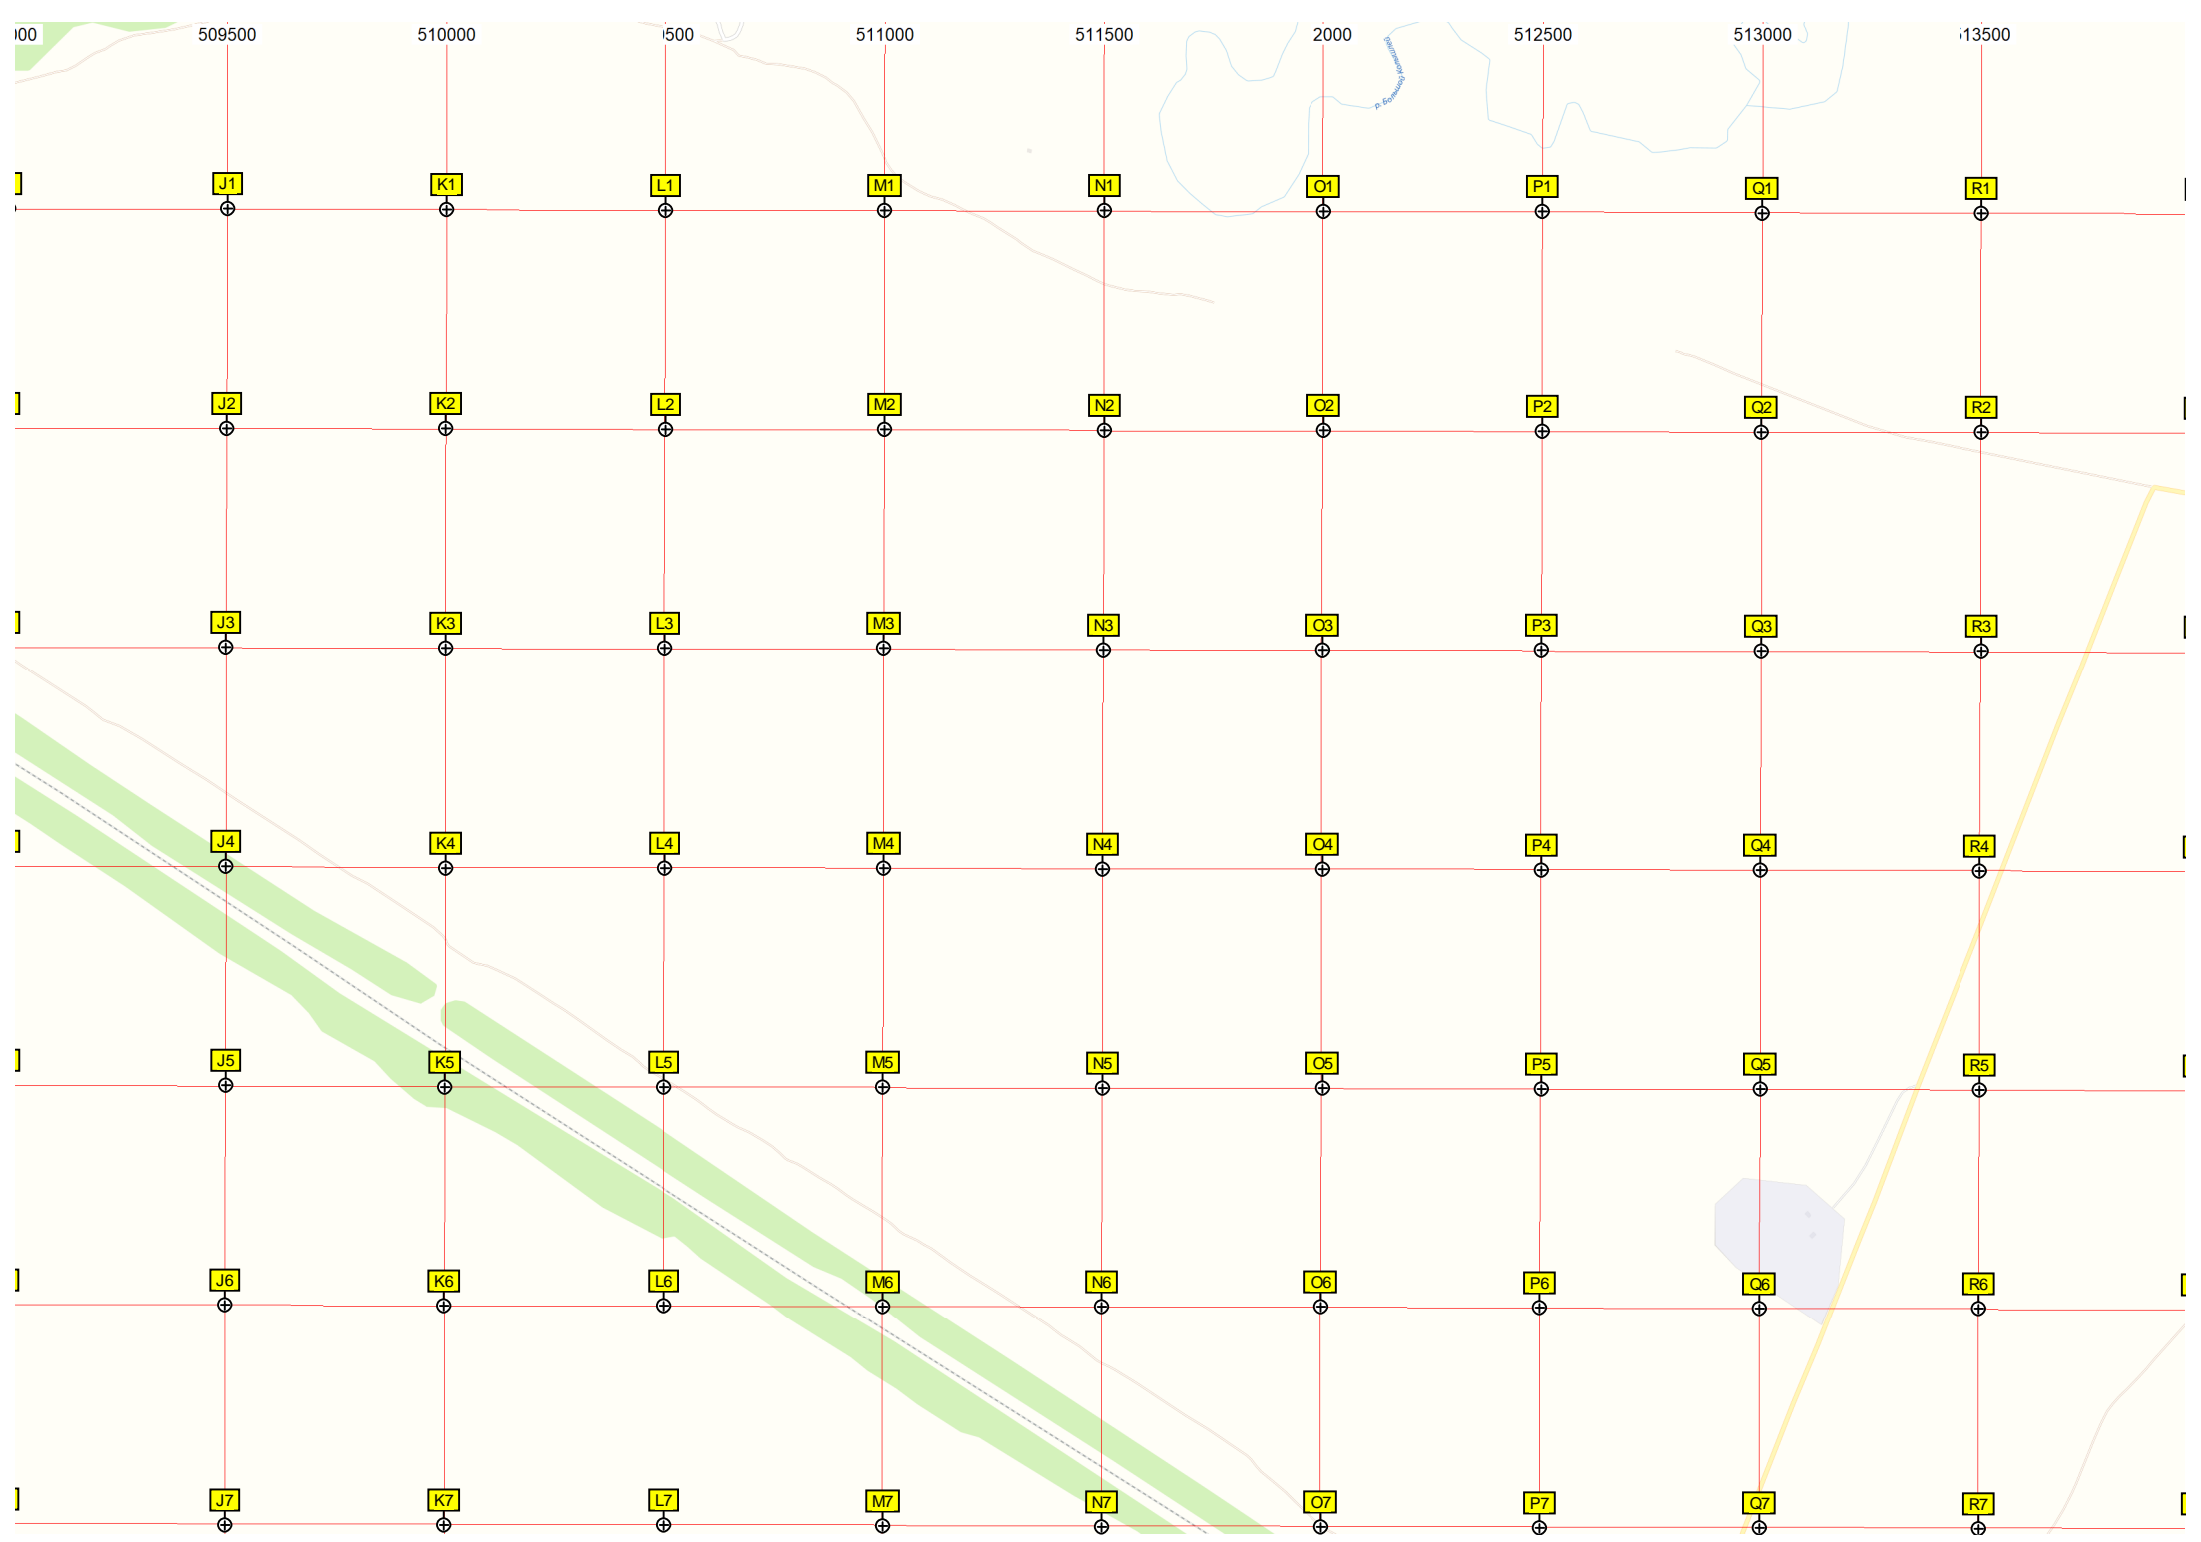 000 509500 510000 0500 511000 511500 2000 512500 513000 513500
J1 K1 L1 M1 N1 O1 P1 Q1 R1
J2 K2 L2 M2 N2 O2 P2 Q2 R2
J3 K3 L3 M3 N3 O3 P3 Q3 R3
J4 K4 L4 M4 N4 O4 P4 Q4 R4
J5 K5 L5 M5 N5 O5 P5 Q5 R5
J6 K6 L6 M6 N6 O6 P6 Q6 R6
J7 K7 L7 M7 N7 O7 P7 Q7 R7